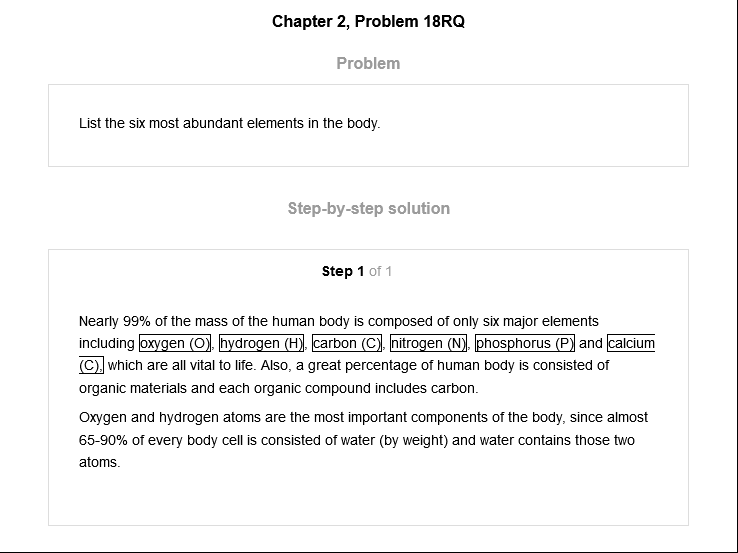 Chapter 2, Problem 18RQ
Problem
List the six most abundant elements in the body.
Step-by-step solution
Step 1 of 1
Nearly 99% of the mass of the human body is composed of only six major elements
including oxygen (O), hydrogen (H), carbon (C), nitrogen (N), phosphorus (P) and calcium
(C), which are all vital to life. Also, a great percentage of human body is consisted of
organic materials and each organic compound includes carbon.
Oxygen and hydrogen atoms are the most important components of the body, since almost
65-90% of every body cell is consisted of water (by weight) and water contains those two
atoms.